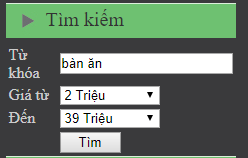 Tìm kiếm
Từ khóa
bàn ăn
Giá từ
2 Triệu
Đến
39 Triệu
Tìm